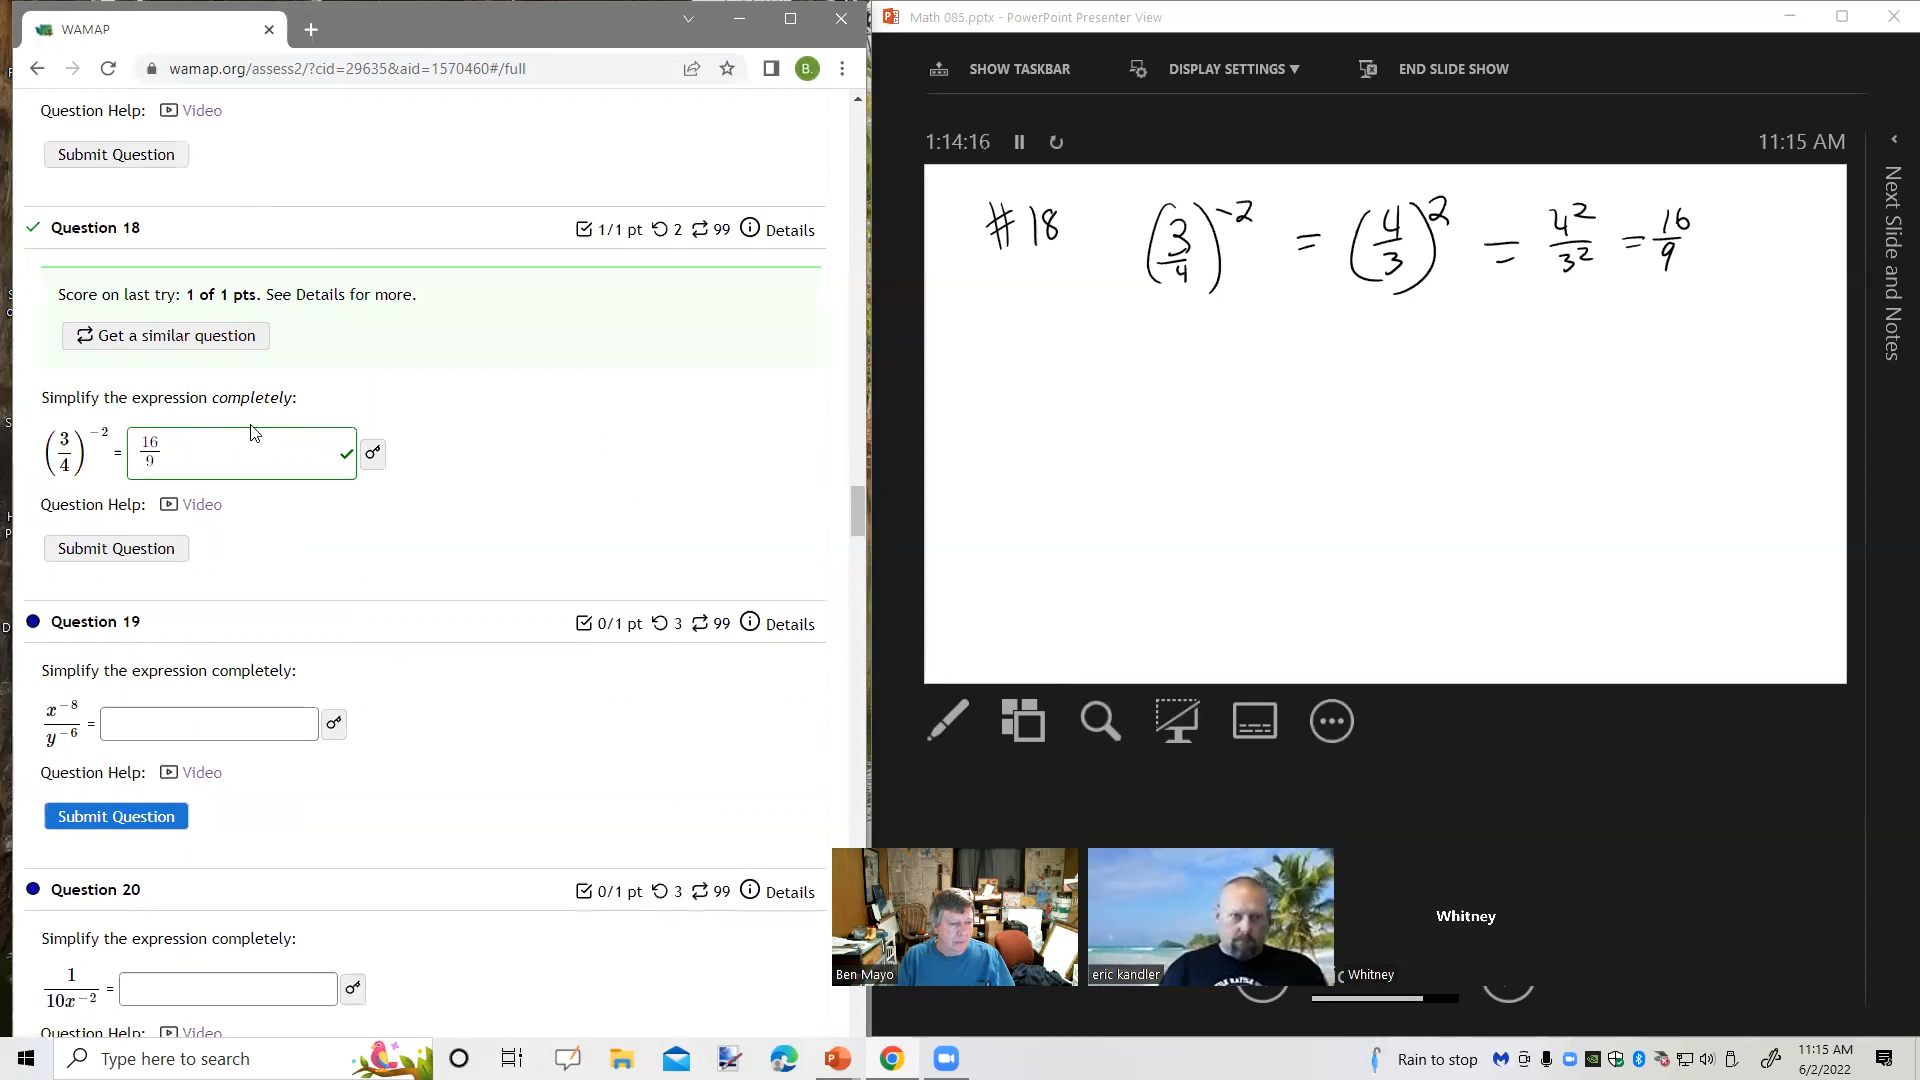 WAMAP
wamap.org/assess2/?cid=29635&aid=1570460#/full
B.
Question Help: Video
Submit Question
Question 18
1/1 pt 2 99 Details
Score on last try: 1 of 1 pts. See Details for more.
Get a similar question
Simplify the expression completely:
(3/4)^-2 = 16/9
Question Help: Video
Submit Question
Question 19
0/1 pt 3 99 Details
Simplify the expression completely:
x^-8/y^-6 =
Question Help: Video
Submit Question
Question 20
0/1 pt 3 99 Details
Simplify the expression completely:
1/10x^-2 =
Question Help: Video
Math 085.pptx - PowerPoint Presenter View
SHOW TASKBAR
DISPLAY SETTINGS ▾
END SLIDE SHOW
1:14:16
11:15 AM
Next Slide and Notes
#18 (3/4)^-2 = (4/3)^2 = 4^2/3^2 = 16/9
Ben Mayo
eric kandler
Whitney
Whitney
Type here to search
Rain to stop
11:15 AM
6/2/2022